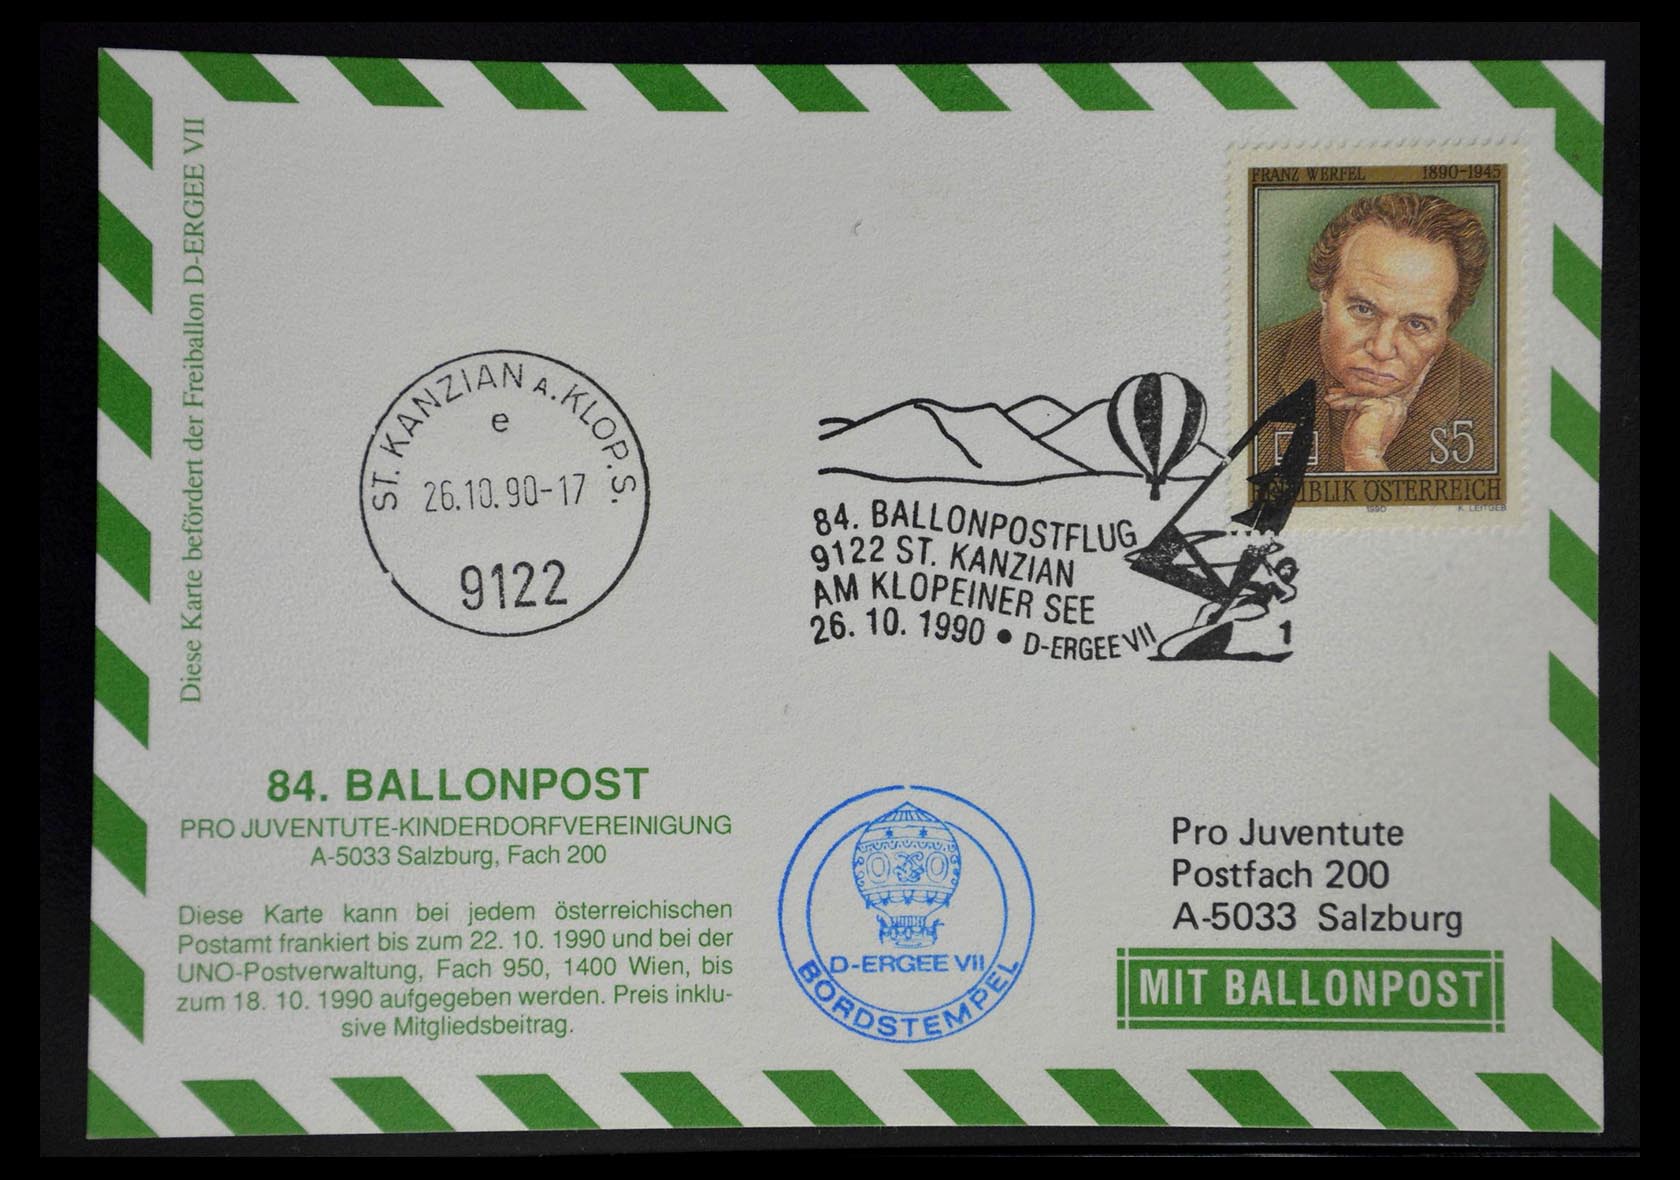 Diese Karte befördert der Freiballon D-ERGEE VII
FRANZ WERFEL 1890-1945
S5
REPUBLIK ÖSTERREICH
1990 K. LEITGEB
ST. KANZIAN A. KLOP. S.
e
26.10.90-17
9122
84. BALLONPOSTFLUG
9122 ST. KANZIAN
AM KLOPEINER SEE
26. 10. 1990 • D-ERGEE VII
1
84. BALLONPOST
PRO JUVENTUTE-KINDERDORFVEREINIGUNG
A-5033 Salzburg, Fach 200
Diese Karte kann bei jedem österreichischen
Postamt frankiert bis zum 22. 10. 1990 und bei der
UNO-Postverwaltung, Fach 950, 1400 Wien, bis
zum 18. 10. 1990 aufgegeben werden. Preis inklu-
sive Mitgliedsbeitrag.
D-ERGEE VII
BORDSTEMPEL
Pro Juventute
Postfach 200
A-5033 Salzburg
MIT BALLONPOST